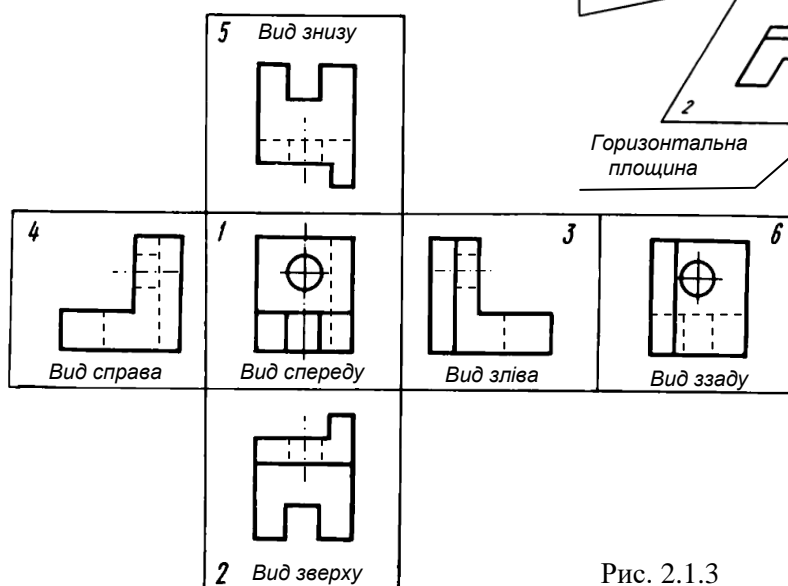 5 Вид знизу
2
Горизонтальна
площина
4 1 3 6
Вид справа Вид спереду Вид зліва Вид ззаду
2 Вид зверху
Рис. 2.1.3